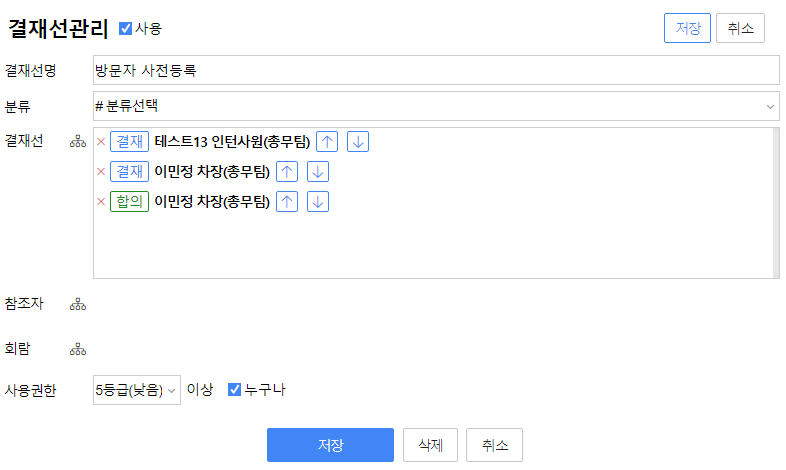 결재선관리 사용 저장 취소
결재선명 방문자 사전등록
분류 # 분류선택
결재선 × 결재 테스트13 인턴사원(총무팀) ↑ ↓
× 결재 이민정 차장(총무팀) ↑ ↓
× 합의 이민정 차장(총무팀) ↑ ↓
참조자
회람
사용권한 5등급(낮음) 이상 누구나
저장 삭제 취소